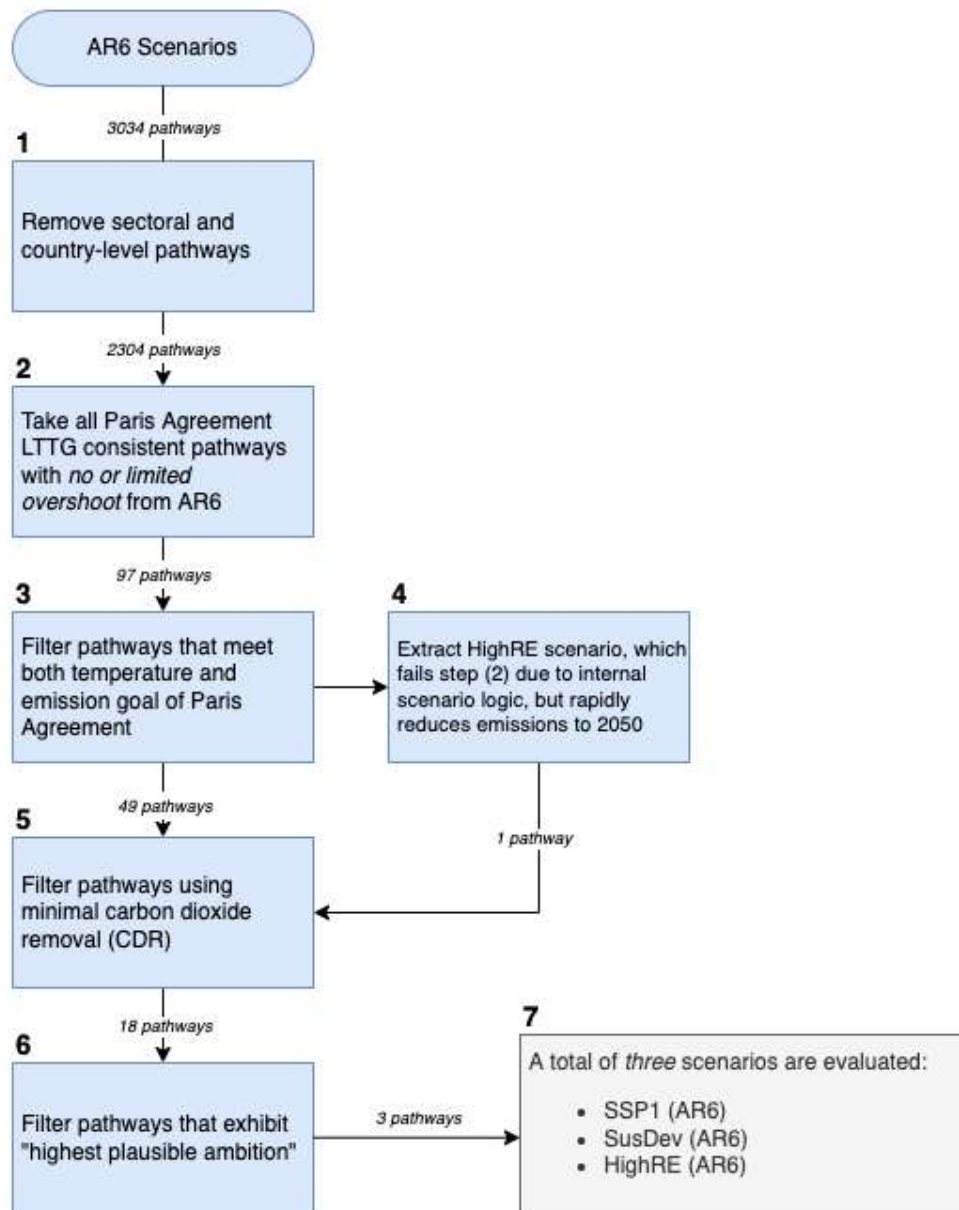 AR6 Scenarios
3034 pathways
1
Remove sectoral and
country-level pathways
2304 pathways
2
Take all Paris Agreement
LTTG consistent pathways
with no or limited
overshoot from AR6
97 pathways
3
Filter pathways that meet
both temperature and
emission goal of Paris
Agreement
4
Extract HighRE scenario, which
fails step (2) due to internal
scenario logic, but rapidly
reduces emissions to 2050
49 pathways
1 pathway
5
Filter pathways using
minimal carbon dioxide
removal (CDR)
18 pathways
6
Filter pathways that exhibit
"highest plausible ambition"
3 pathways
7
A total of three scenarios are evaluated:
• SSP1 (AR6)
• SusDev (AR6)
• HighRE (AR6)